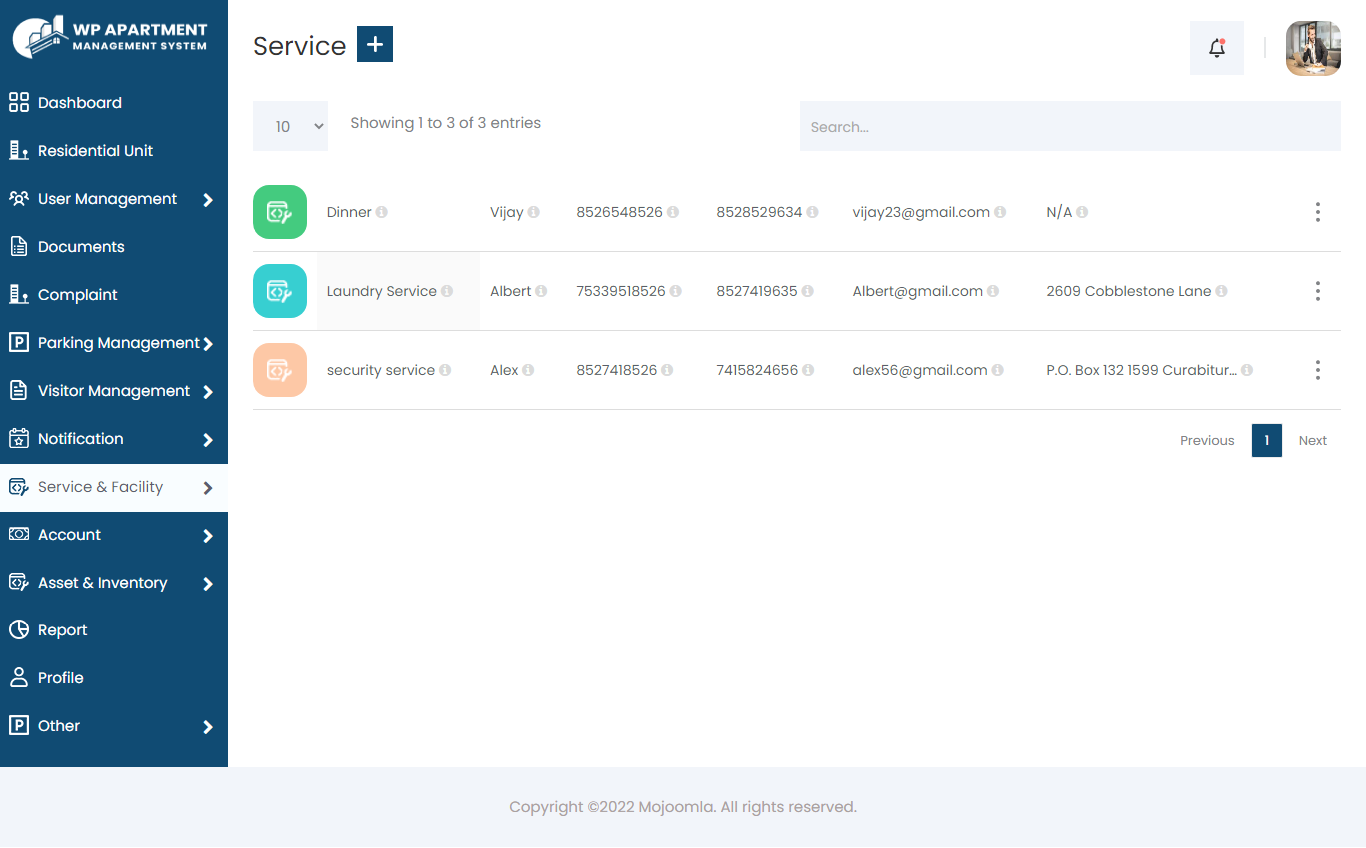 WP APARTMENT
MANAGEMENT SYSTEM
Dashboard
Residential Unit
User Management
Documents
Complaint
Parking Management
Visitor Management
Notification
Service & Facility
Account
Asset & Inventory
Report
Profile
Other
Service +
10 Showing 1 to 3 of 3 entries Search...
Dinner Vijay 8526548526 8528529634 vijay23@gmail.com N/A
Laundry Service Albert 75339518526 8527419635 Albert@gmail.com 2609 Cobblestone Lane
security service Alex 8527418526 7415824656 alex56@gmail.com P.O. Box 132 1599 Curabitur...
Previous 1 Next
Copyright ©2022 Mojoomla. All rights reserved.